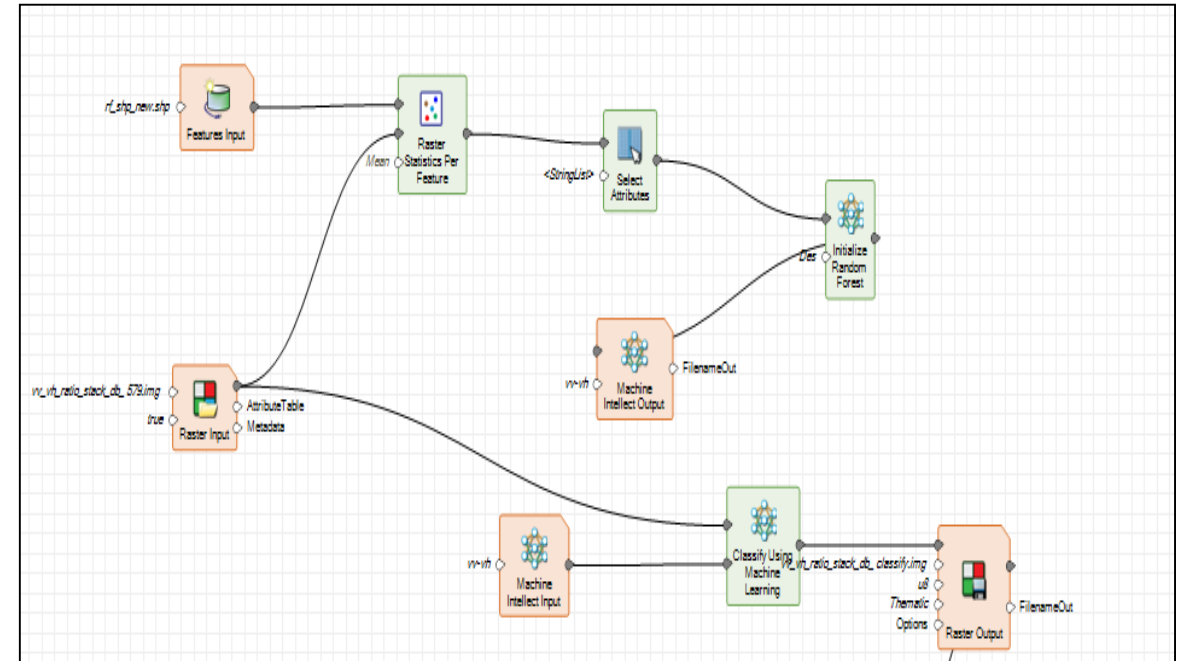 rf_shp_new.shp
Features Input
Mean
Raster
Statistics Per
Feature
<StringList>
Select
Attributes
Des
Initialize
Random
Forest
vv-vh
FilenameOut
Machine
Intellect Output
vv_vh_ratio_stack_db_579.img
true
AttributeTable
Metadata
Raster Input
vv-vh
Machine
Intellect Input
Classify Using
Machine
Learning
vv_vh_ratio_stack_db_classify.img
u8
Thematic
Options
FilenameOut
Raster Output